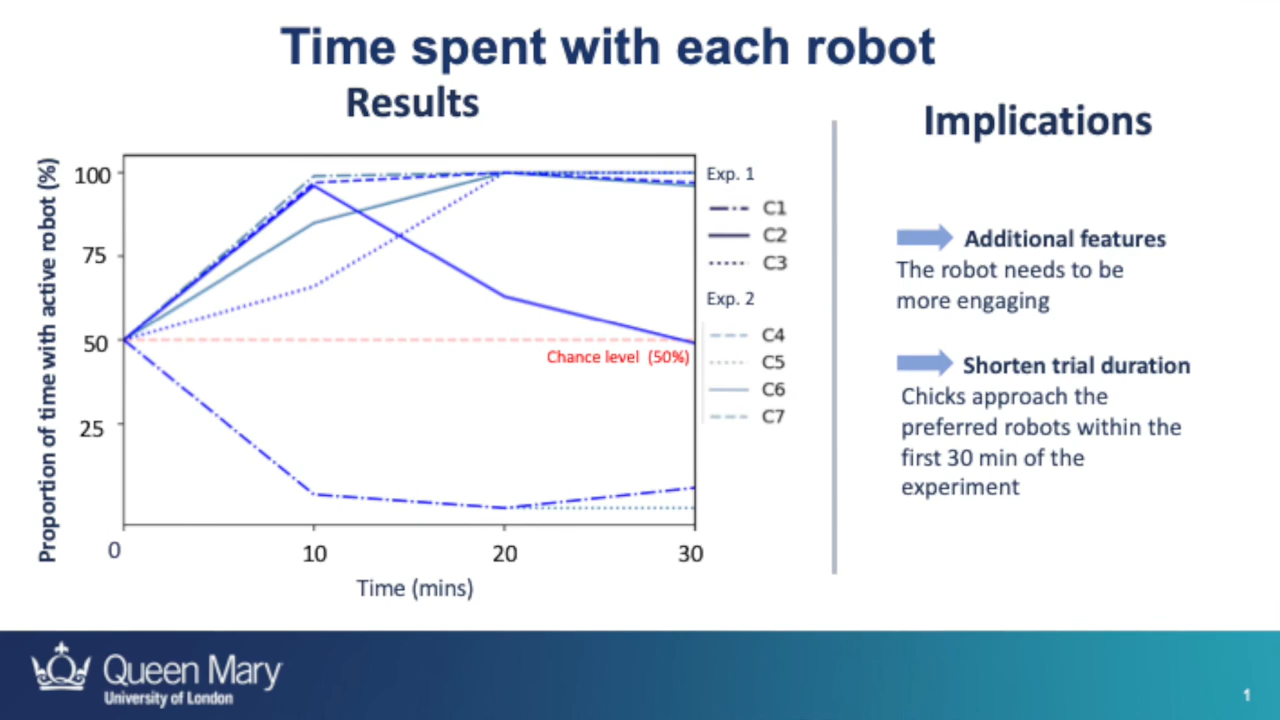 Time spent with each robot
Results
Proportion of time with active robot (%)
100
75
50
25
0
10
20
30
Time (mins)
Chance level (50%)
Exp. 1
C1
C2
C3
Exp. 2
C4
C5
C6
C7
Implications
Additional features
The robot needs to be
more engaging
Shorten trial duration
Chicks approach the
preferred robots within the
first 30 min of the
experiment
Queen Mary
University of London
1